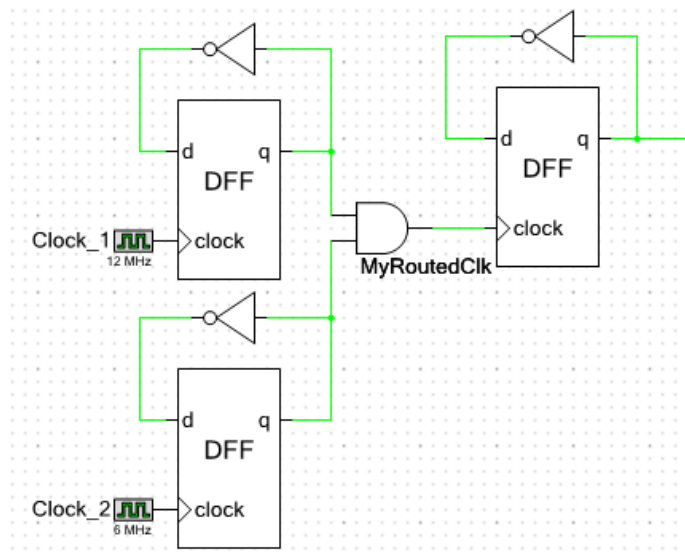 d q
DFF
Clock_1
12 MHz
clock
d q
DFF
clock
MyRoutedClk
d q
DFF
Clock_2
6 MHz
clock